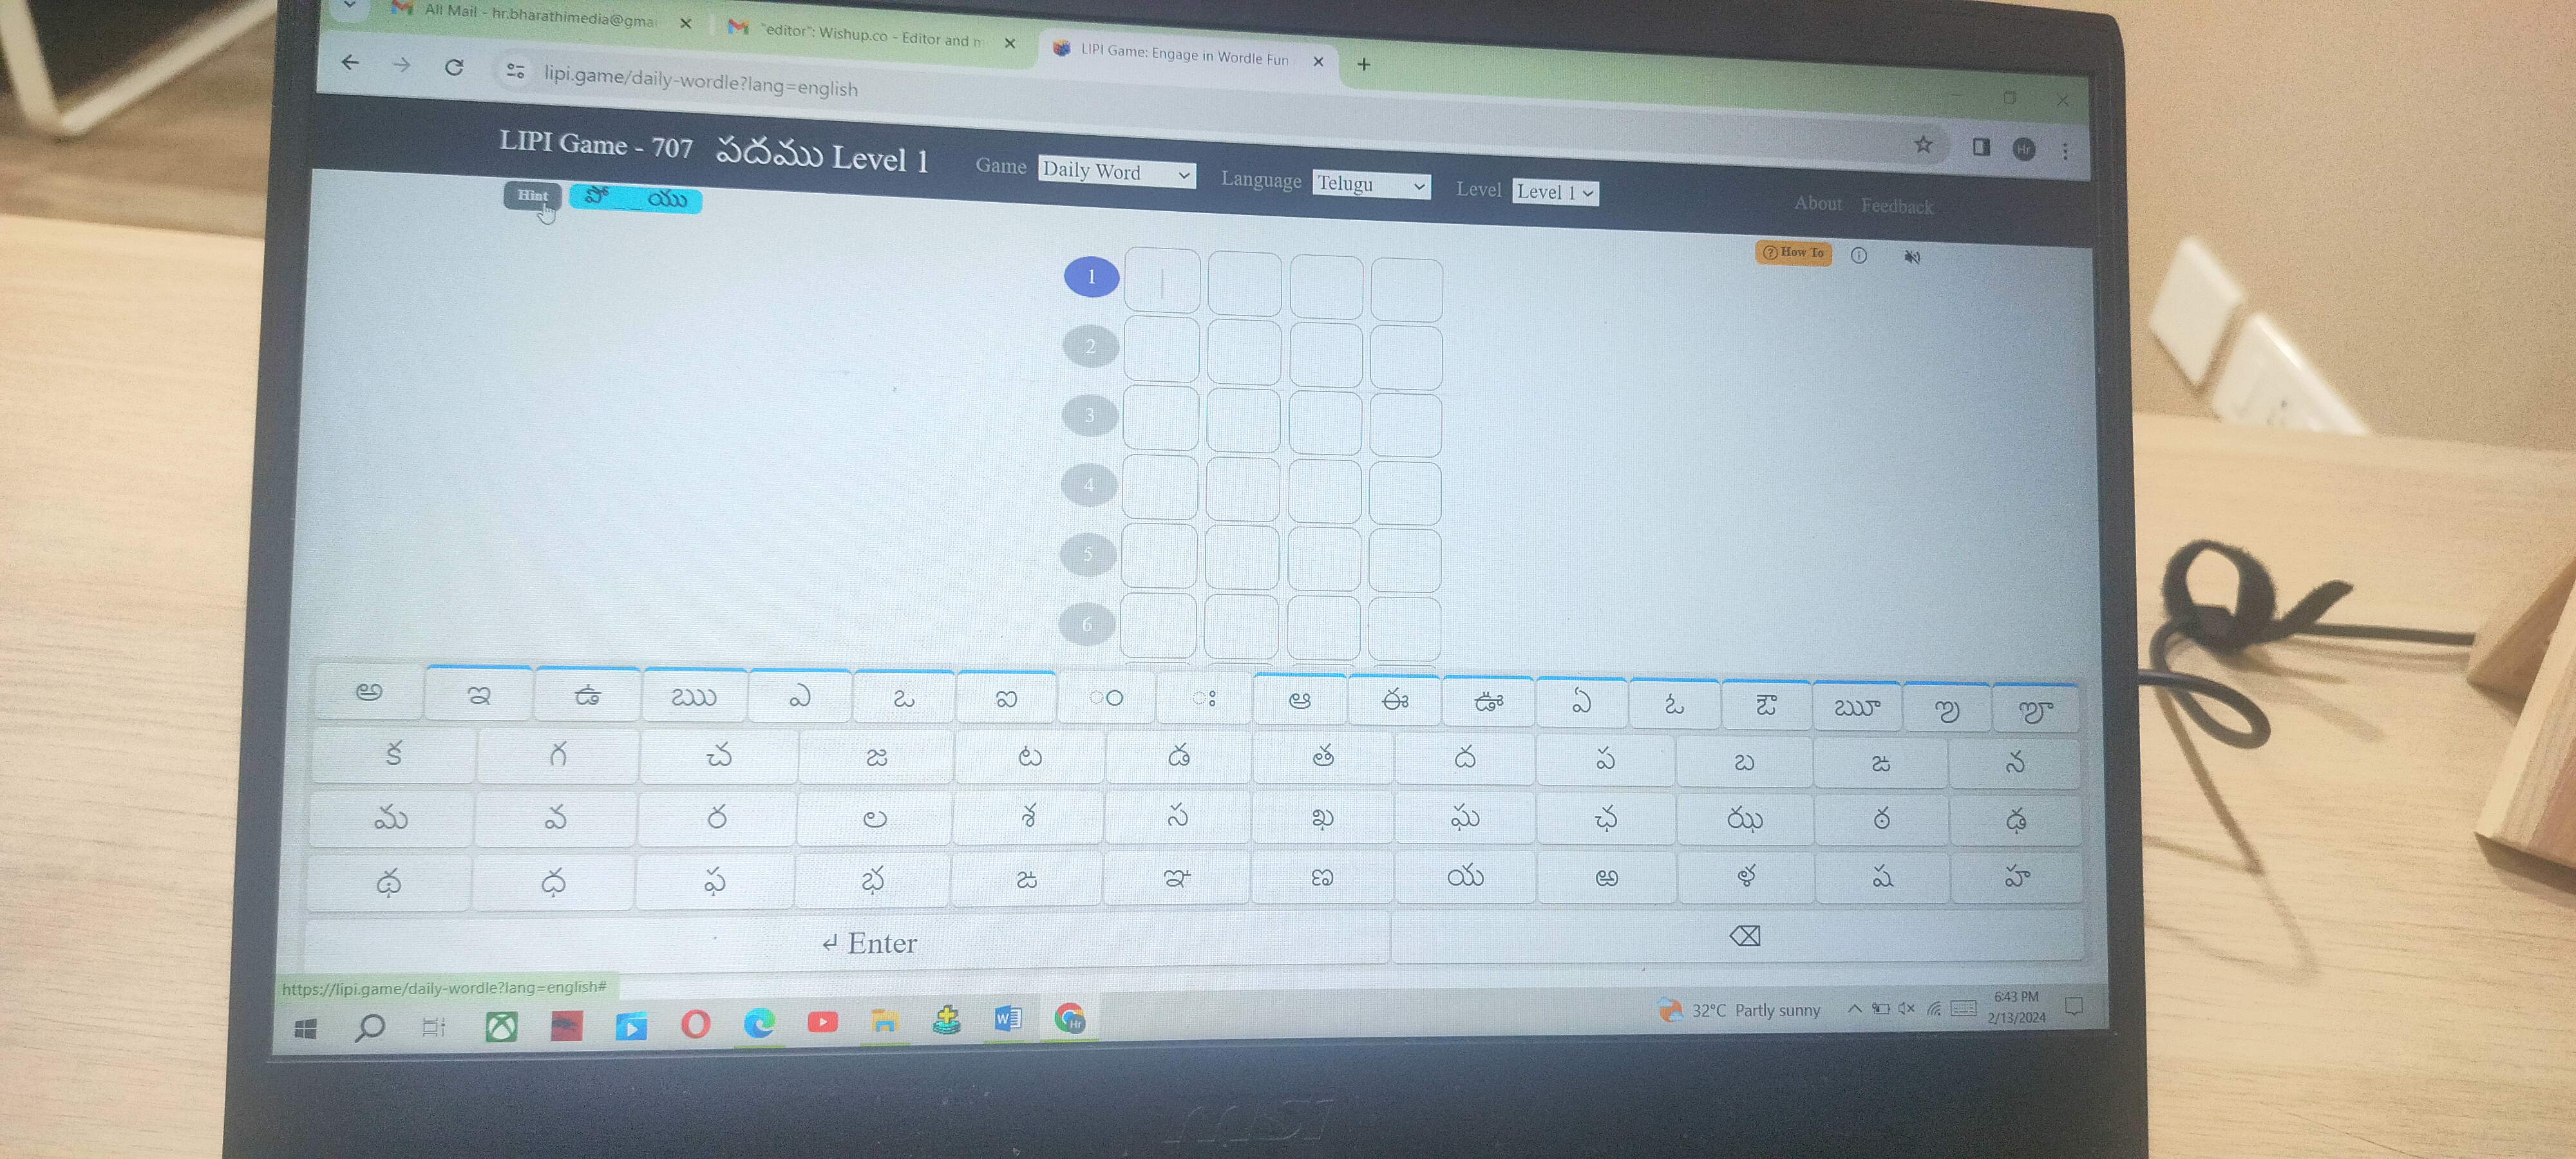 All Mail - hr.bharathimedia@gmai
"editor": Wishup.co - Editor and m
LIPI Game: Engage in Wordle Fun
lipi.game/daily-wordle?lang=english
Hr
LIPI Game - 707 పదము Level 1
Game Daily Word Language Telugu Level Level 1
About Feedback
Hint _ _ యు
How To
1
2
3
4
5
6
అ ఇ ఉ ఋ ఎ ఒ ఐ ం ః ఆ ఈ ఊ ఏ ఓ ఔ ౠ ఌ ౡ
క గ చ జ ట డ త ద ప బ ఙ న
మ వ ర ల శ స ఖ ఘ ఛ ఝ ఠ ఢ
థ ధ ఫ భ ఙ ఞ ణ య ఱ ళ ష హ
Enter
https://lipi.game/daily-wordle?lang=english#
32°C Partly sunny
6:43 PM
2/13/2024